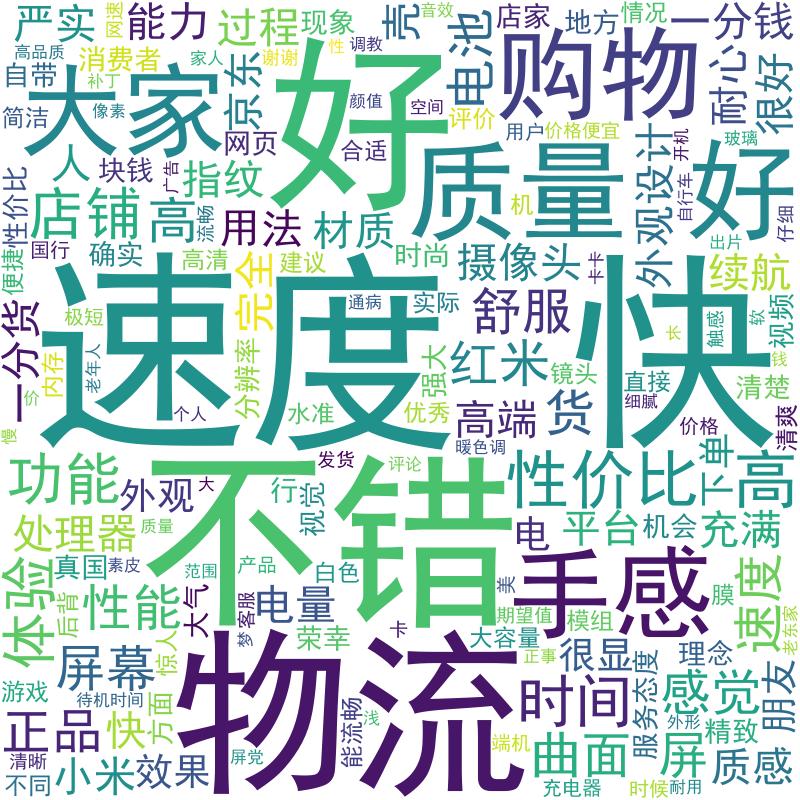 严实
能力
过程
现象
壳
音效
网速
店家
地方
情况
一分钱
高品质
消费者
家人
谢谢
性
调教
电池
购物
耐心
很好
自带
补丁
大家
京东
好
颜值
空间
评价
简洁
像素
用户
价格便宜
外观设计
开机
玻璃
人
块钱
网页
合适
质量
好
广告
指纹
机
自行车
仔细
性价比
店铺
高
流畅
用法
材质
便捷
国行
确实
高清
完全
建议
时尚
摄像头
卡卡
续航
视频
一分货
极短
通病
实际
舒服
触感
软
速度
快
内存
老年人
分辨率
强大
红米
镜头
长
直接
清楚
钱
价
个人
水准
优秀
高端
货
细腻
价格
清爽
慢
暖色调
功能
外观
大
不错
发货
评论
行
视觉
性价比
下单
高
处理器
质量
电
平台
机会
充满
体验
真国
素皮
范围
产品
白色
手感
美
膜
速度
后背
性能
大气
客服
电量
期望值
模组
老东家
梦
荣幸
卡
大容量
惊人
屏幕
物流
正事
很显
服务态度
理念
朋友
游戏
待机时间
时间
感觉
正品
快
方面
能流畅
浅
外形
精致
清晰
屏党
端机
曲面
屏
质感
不同
小米
效果
充电器
时候
耐用